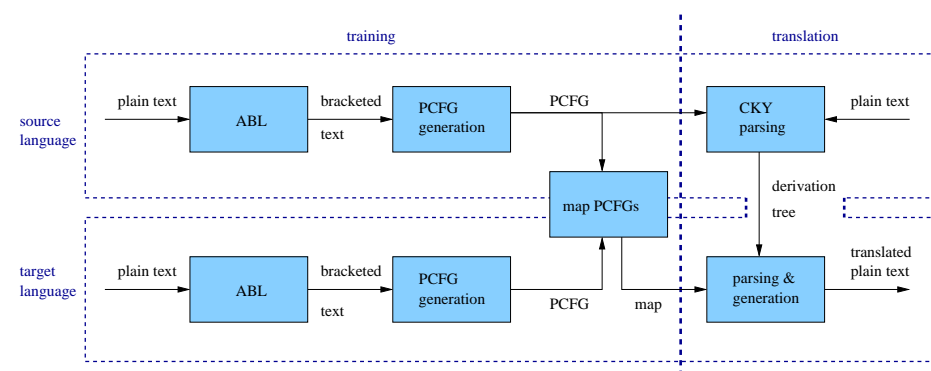 training
translation
source
language
plain text
ABL
bracketed
text
PCFG
generation
PCFG
CKY
parsing
plain text
map PCFGs
derivation
tree
target
language
plain text
ABL
bracketed
text
PCFG
generation
PCFG
map
parsing &
generation
translated
plain text